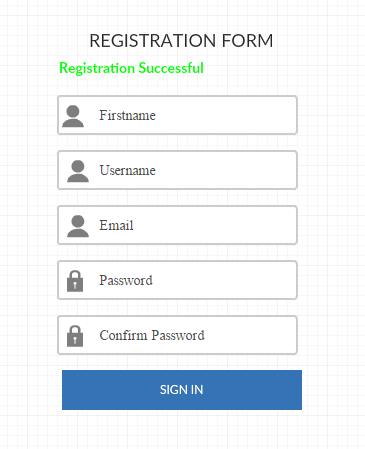 REGISTRATION FORM
Registration Successful
Firstname
Username
Email
Password
Confirm Password
SIGN IN